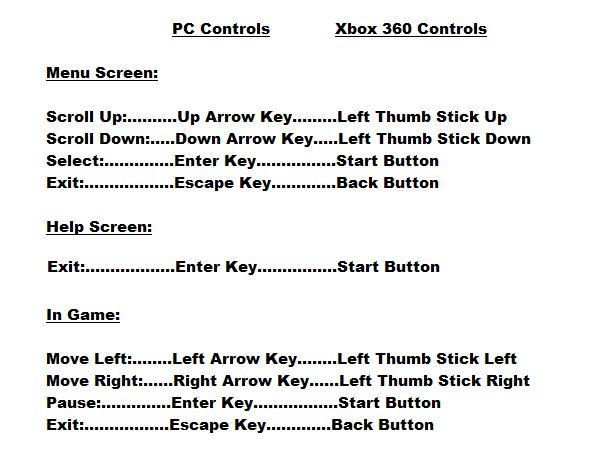 PC Controls Xbox 360 Controls
Menu Screen:
Scroll Up:..........Up Arrow Key.........Left Thumb Stick Up
Scroll Down:.....Down Arrow Key.....Left Thumb Stick Down
Select:..............Enter Key................Start Button
Exit:..................Escape Key.............Back Button
Help Screen:
Exit:..................Enter Key................Start Button
In Game:
Move Left:........Left Arrow Key........Left Thumb Stick Left
Move Right:......Right Arrow Key......Left Thumb Stick Right
Pause:..............Enter Key.................Start Button
Exit:.................Escape Key.............Back Button